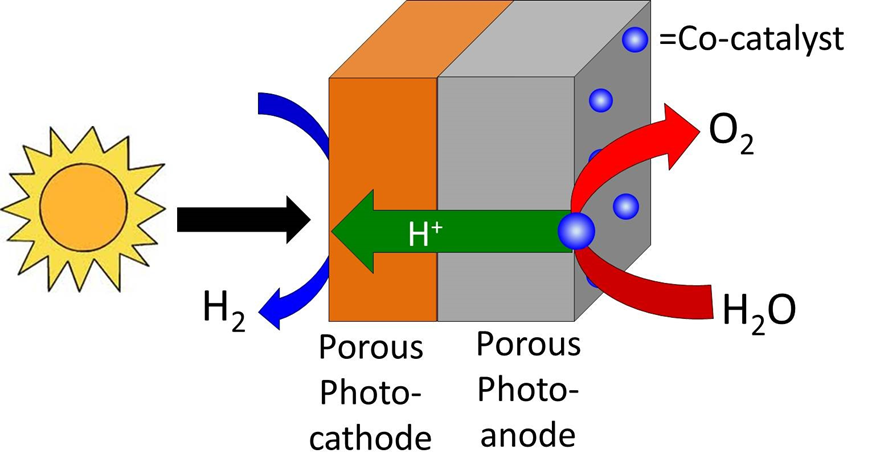 =Co-catalyst
O₂
H⁺
H₂
H₂O
Porous
Photo-
cathode
Porous
Photo-
anode